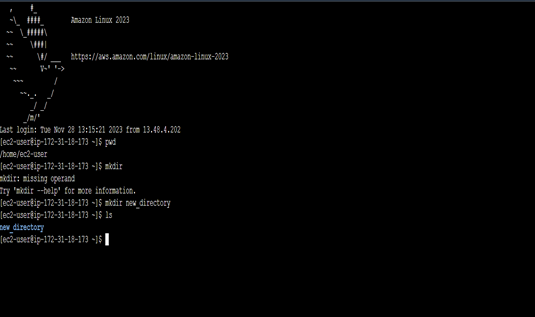 ,     #_
   ~\_  ####_        Amazon Linux 2023
  ~~  \_#####\
  ~~     \###|
  ~~       \#/ ___   https://aws.amazon.com/linux/amazon-linux-2023
   ~~       V~' '->
    ~~~         /
      ~~._.   _/
         _/ _/
       _/m/'
Last login: Tue Nov 28 13:15:21 2023 from 13.48.4.202
[ec2-user@ip-172-31-18-173 ~]$ pwd
/home/ec2-user
[ec2-user@ip-172-31-18-173 ~]$ mkdir
mkdir: missing operand
Try 'mkdir --help' for more information.
[ec2-user@ip-172-31-18-173 ~]$ mkdir new_directory
[ec2-user@ip-172-31-18-173 ~]$ ls
new_directory
[ec2-user@ip-172-31-18-173 ~]$